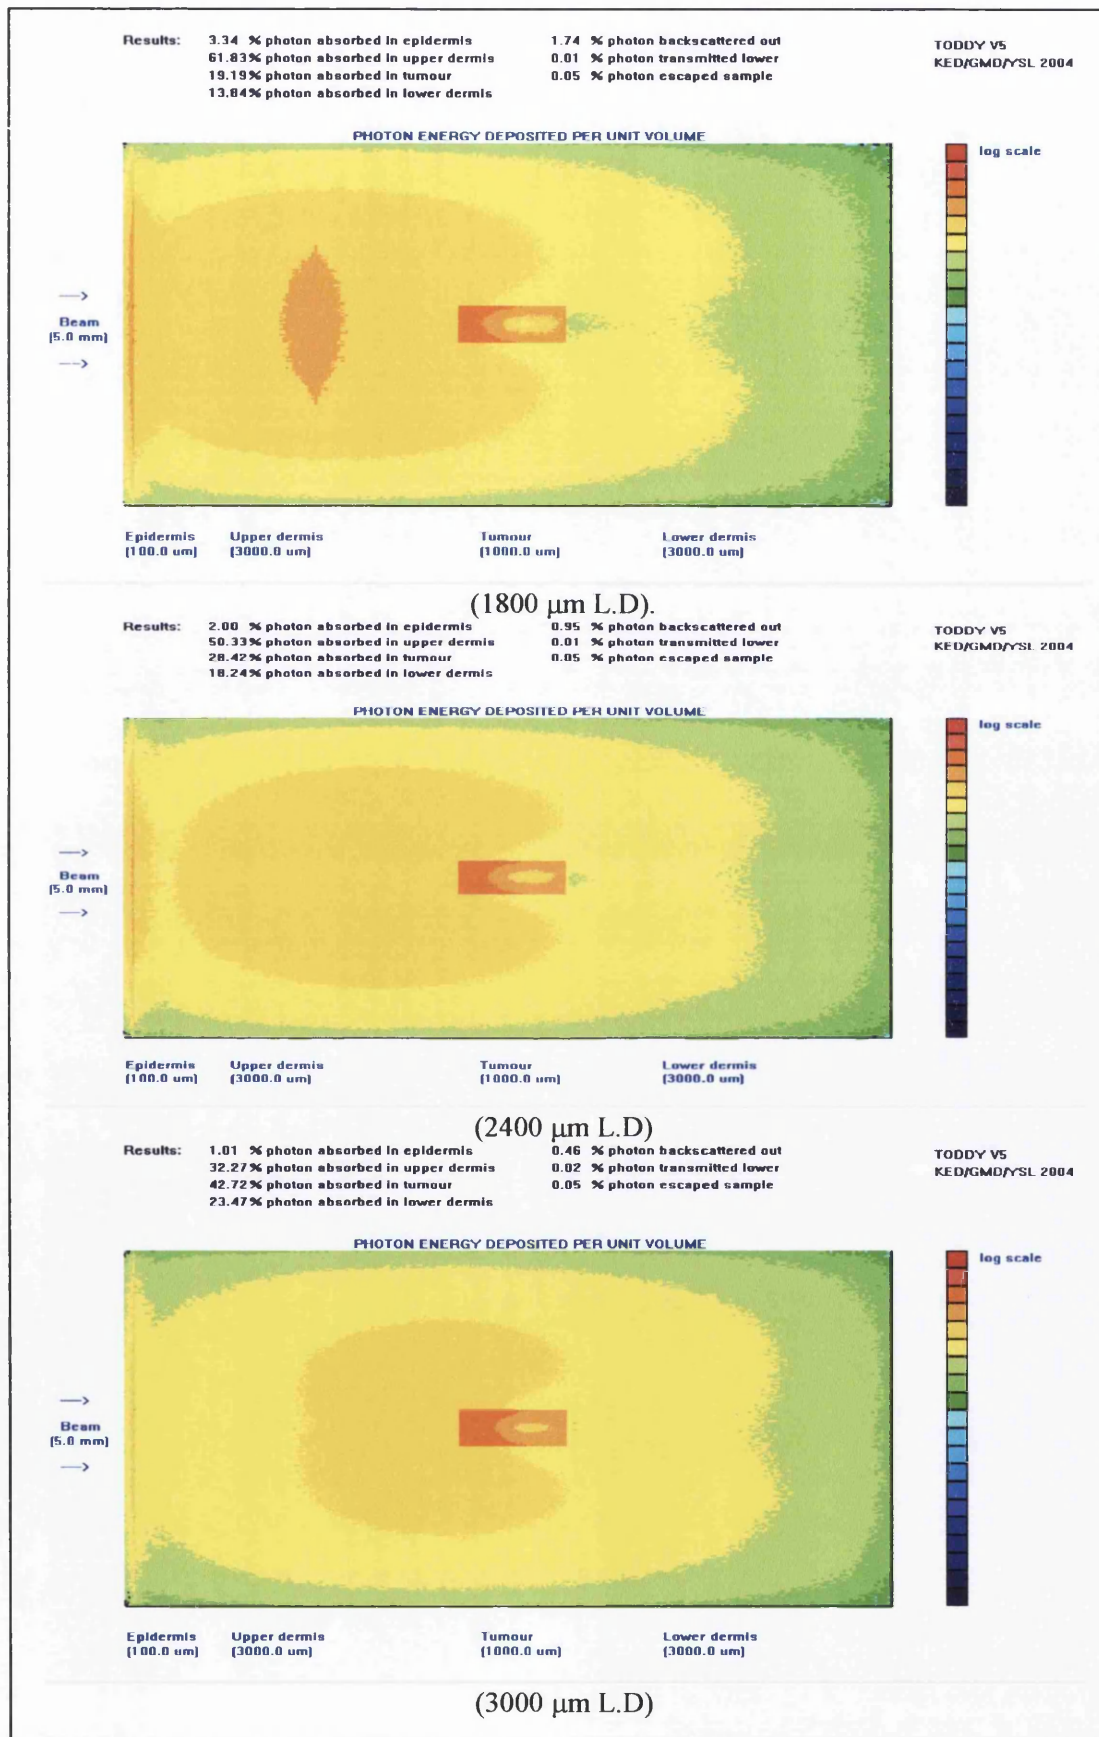 Results: 3.34 % photon absorbed in epidermis 1.74 % photon backscattered out TODDY V5
61.83% photon absorbed in upper dermis 0.01 % photon transmitted lower KED/GMD/YSL 2004
19.19% photon absorbed in tumour 0.05 % photon escaped sample
13.84% photon absorbed in lower dermis
PHOTON ENERGY DEPOSITED PER UNIT VOLUME
log scale
Beam
(5.0 mm)
Epidermis Upper dermis Tumour Lower dermis
(100.0 um) (3000.0 um) (1000.0 um) (3000.0 um)
(1800 µm L.D).
Results: 2.00 % photon absorbed in epidermis 0.95 % photon backscattered out TODDY V5
50.33% photon absorbed in upper dermis 0.01 % photon transmitted lower KED/GMD/YSL 2004
28.42% photon absorbed in tumour 0.05 % photon escaped sample
18.24% photon absorbed in lower dermis
PHOTON ENERGY DEPOSITED PER UNIT VOLUME
log scale
Beam
(5.0 mm)
Epidermis Upper dermis Tumour Lower dermis
(100.0 um) (3000.0 um) (1000.0 um) (3000.0 um)
(2400 µm L.D)
Results: 1.01 % photon absorbed in epidermis 0.46 % photon backscattered out TODDY V5
32.27% photon absorbed in upper dermis 0.02 % photon transmitted lower KED/GMD/YSL 2004
42.72% photon absorbed in tumour 0.05 % photon escaped sample
23.47% photon absorbed in lower dermis
PHOTON ENERGY DEPOSITED PER UNIT VOLUME
log scale
Beam
(5.0 mm)
Epidermis Upper dermis Tumour Lower dermis
(100.0 um) (3000.0 um) (1000.0 um) (3000.0 um)
(3000 µm L.D)